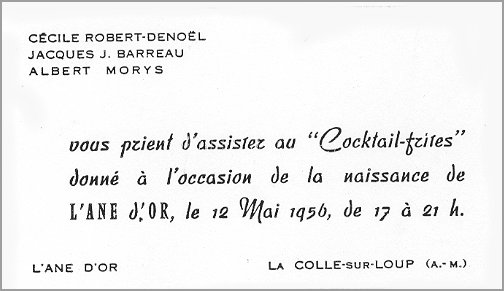 CÉCILE ROBERT-DENOËL
JACQUES J. BARREAU
ALBERT MORYS
vous prient d'assister au "Cocktail-frites"
donné à l'occasion de la naissance de
L'ANE d'OR, le 12 Mai 1956, de 17 à 21 h.
L'ANE D'OR LA COLLE-SUR-LOUP (A.-M.)